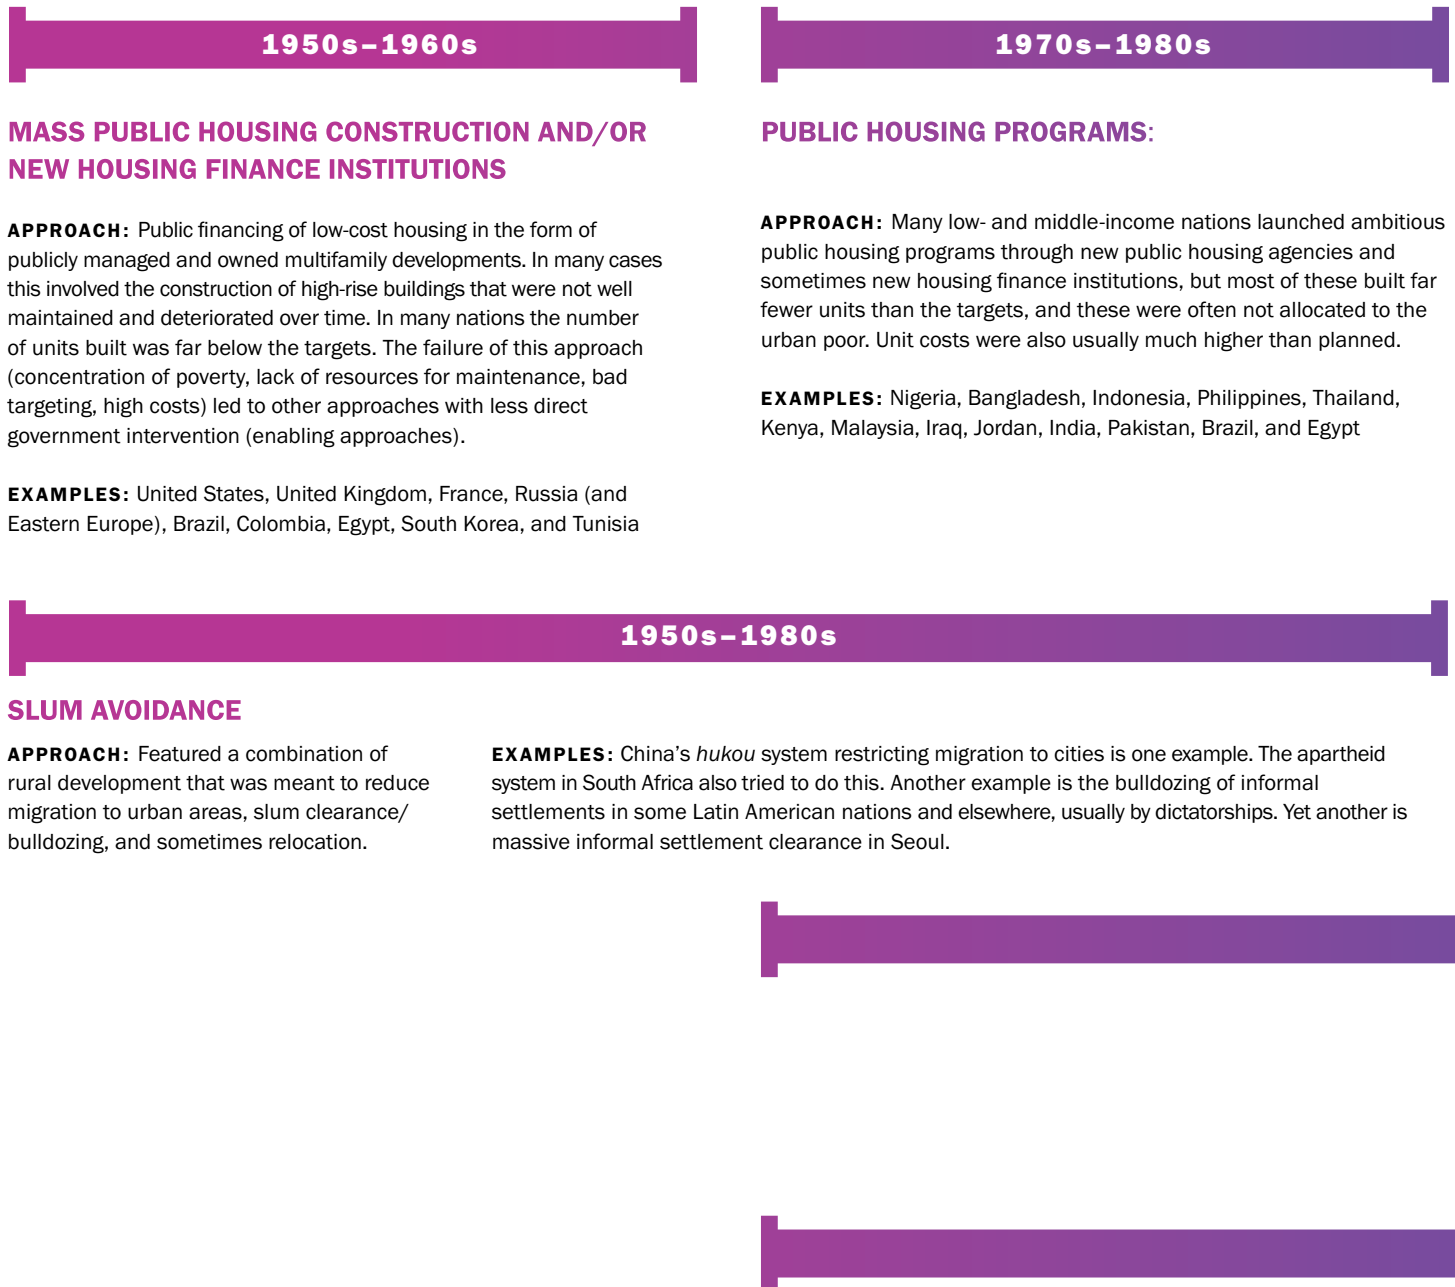 1950s–1960s
MASS PUBLIC HOUSING CONSTRUCTION AND/OR
NEW HOUSING FINANCE INSTITUTIONS
APPROACH: Public financing of low-cost housing in the form of
publicly managed and owned multifamily developments. In many cases
this involved the construction of high-rise buildings that were not well
maintained and deteriorated over time. In many nations the number
of units built was far below the targets. The failure of this approach
(concentration of poverty, lack of resources for maintenance, bad
targeting, high costs) led to other approaches with less direct
government intervention (enabling approaches).
EXAMPLES: United States, United Kingdom, France, Russia (and
Eastern Europe), Brazil, Colombia, Egypt, South Korea, and Tunisia
1970s–1980s
PUBLIC HOUSING PROGRAMS:
APPROACH: Many low- and middle-income nations launched ambitious
public housing programs through new public housing agencies and
sometimes new housing finance institutions, but most of these built far
fewer units than the targets, and these were often not allocated to the
urban poor. Unit costs were also usually much higher than planned.
EXAMPLES: Nigeria, Bangladesh, Indonesia, Philippines, Thailand,
Kenya, Malaysia, Iraq, Jordan, India, Pakistan, Brazil, and Egypt
1950s–1980s
SLUM AVOIDANCE
APPROACH: Featured a combination of
rural development that was meant to reduce
migration to urban areas, slum clearance/
bulldozing, and sometimes relocation.
EXAMPLES: China’s hukou system restricting migration to cities is one example. The apartheid
system in South Africa also tried to do this. Another example is the bulldozing of informal
settlements in some Latin American nations and elsewhere, usually by dictatorships. Yet another is
massive informal settlement clearance in Seoul.